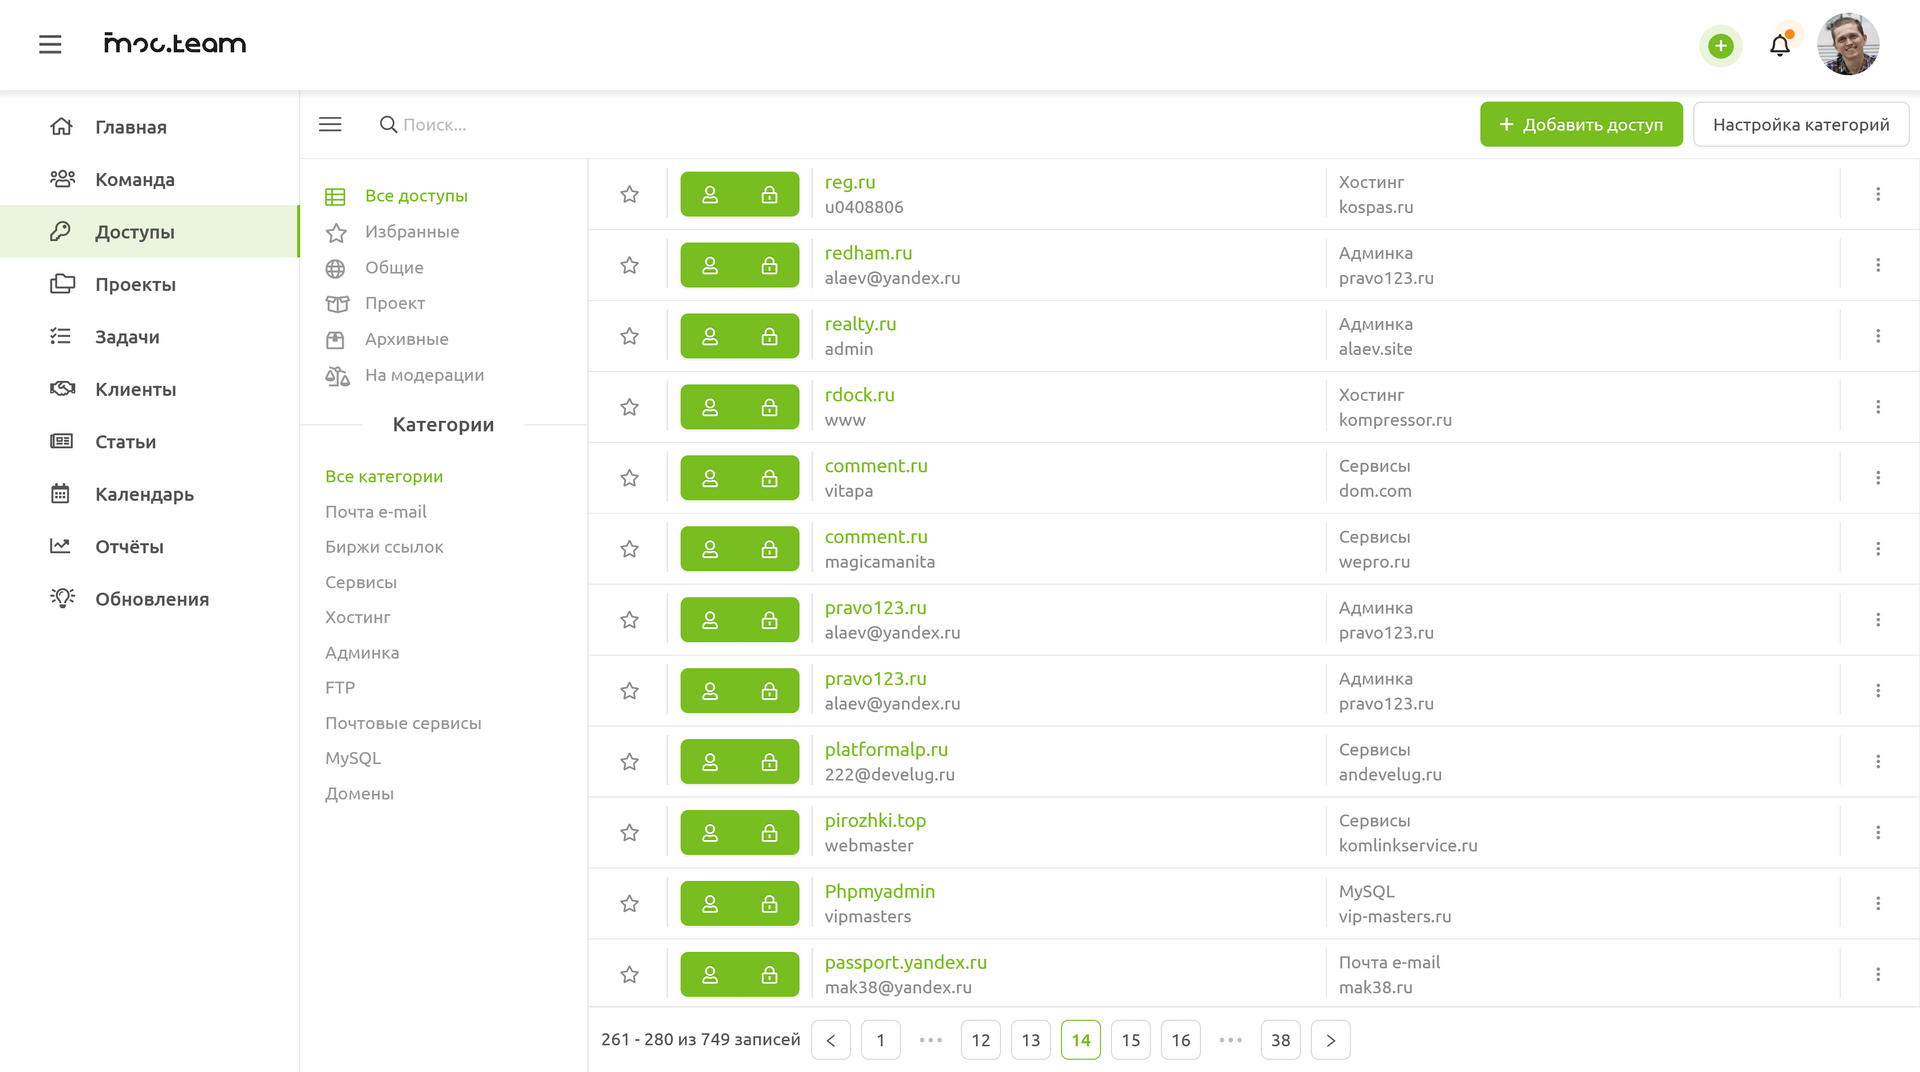 moc.team
Главная
Команда
Доступы
Проекты
Задачи
Клиенты
Статьи
Календарь
Отчёты
Обновления
Поиск...
+ Добавить доступ
Настройка категорий
Все доступы
Избранные
Общие
Проект
Архивные
На модерации
Категории
Все категории
Почта e-mail
Биржи ссылок
Сервисы
Хостинг
Админка
FTP
Почтовые сервисы
MySQL
Домены
reg.ru
u0408806
Хостинг
kospas.ru
redham.ru
alaev@yandex.ru
Админка
pravo123.ru
realty.ru
admin
Админка
alaev.site
rdock.ru
www
Хостинг
kompressor.ru
comment.ru
vitapa
Сервисы
dom.com
comment.ru
magicamanita
Сервисы
wepro.ru
pravo123.ru
alaev@yandex.ru
Админка
pravo123.ru
pravo123.ru
alaev@yandex.ru
Админка
pravo123.ru
platformalp.ru
222@develug.ru
Сервисы
andevelug.ru
pirozhki.top
webmaster
Сервисы
komlinkservice.ru
Phpmyadmin
vipmasters
MySQL
vip-masters.ru
passport.yandex.ru
mak38@yandex.ru
Почта e-mail
mak38.ru
261 - 280 из 749 записей < 1 ••• 12 13 14 15 16 ••• 38 >